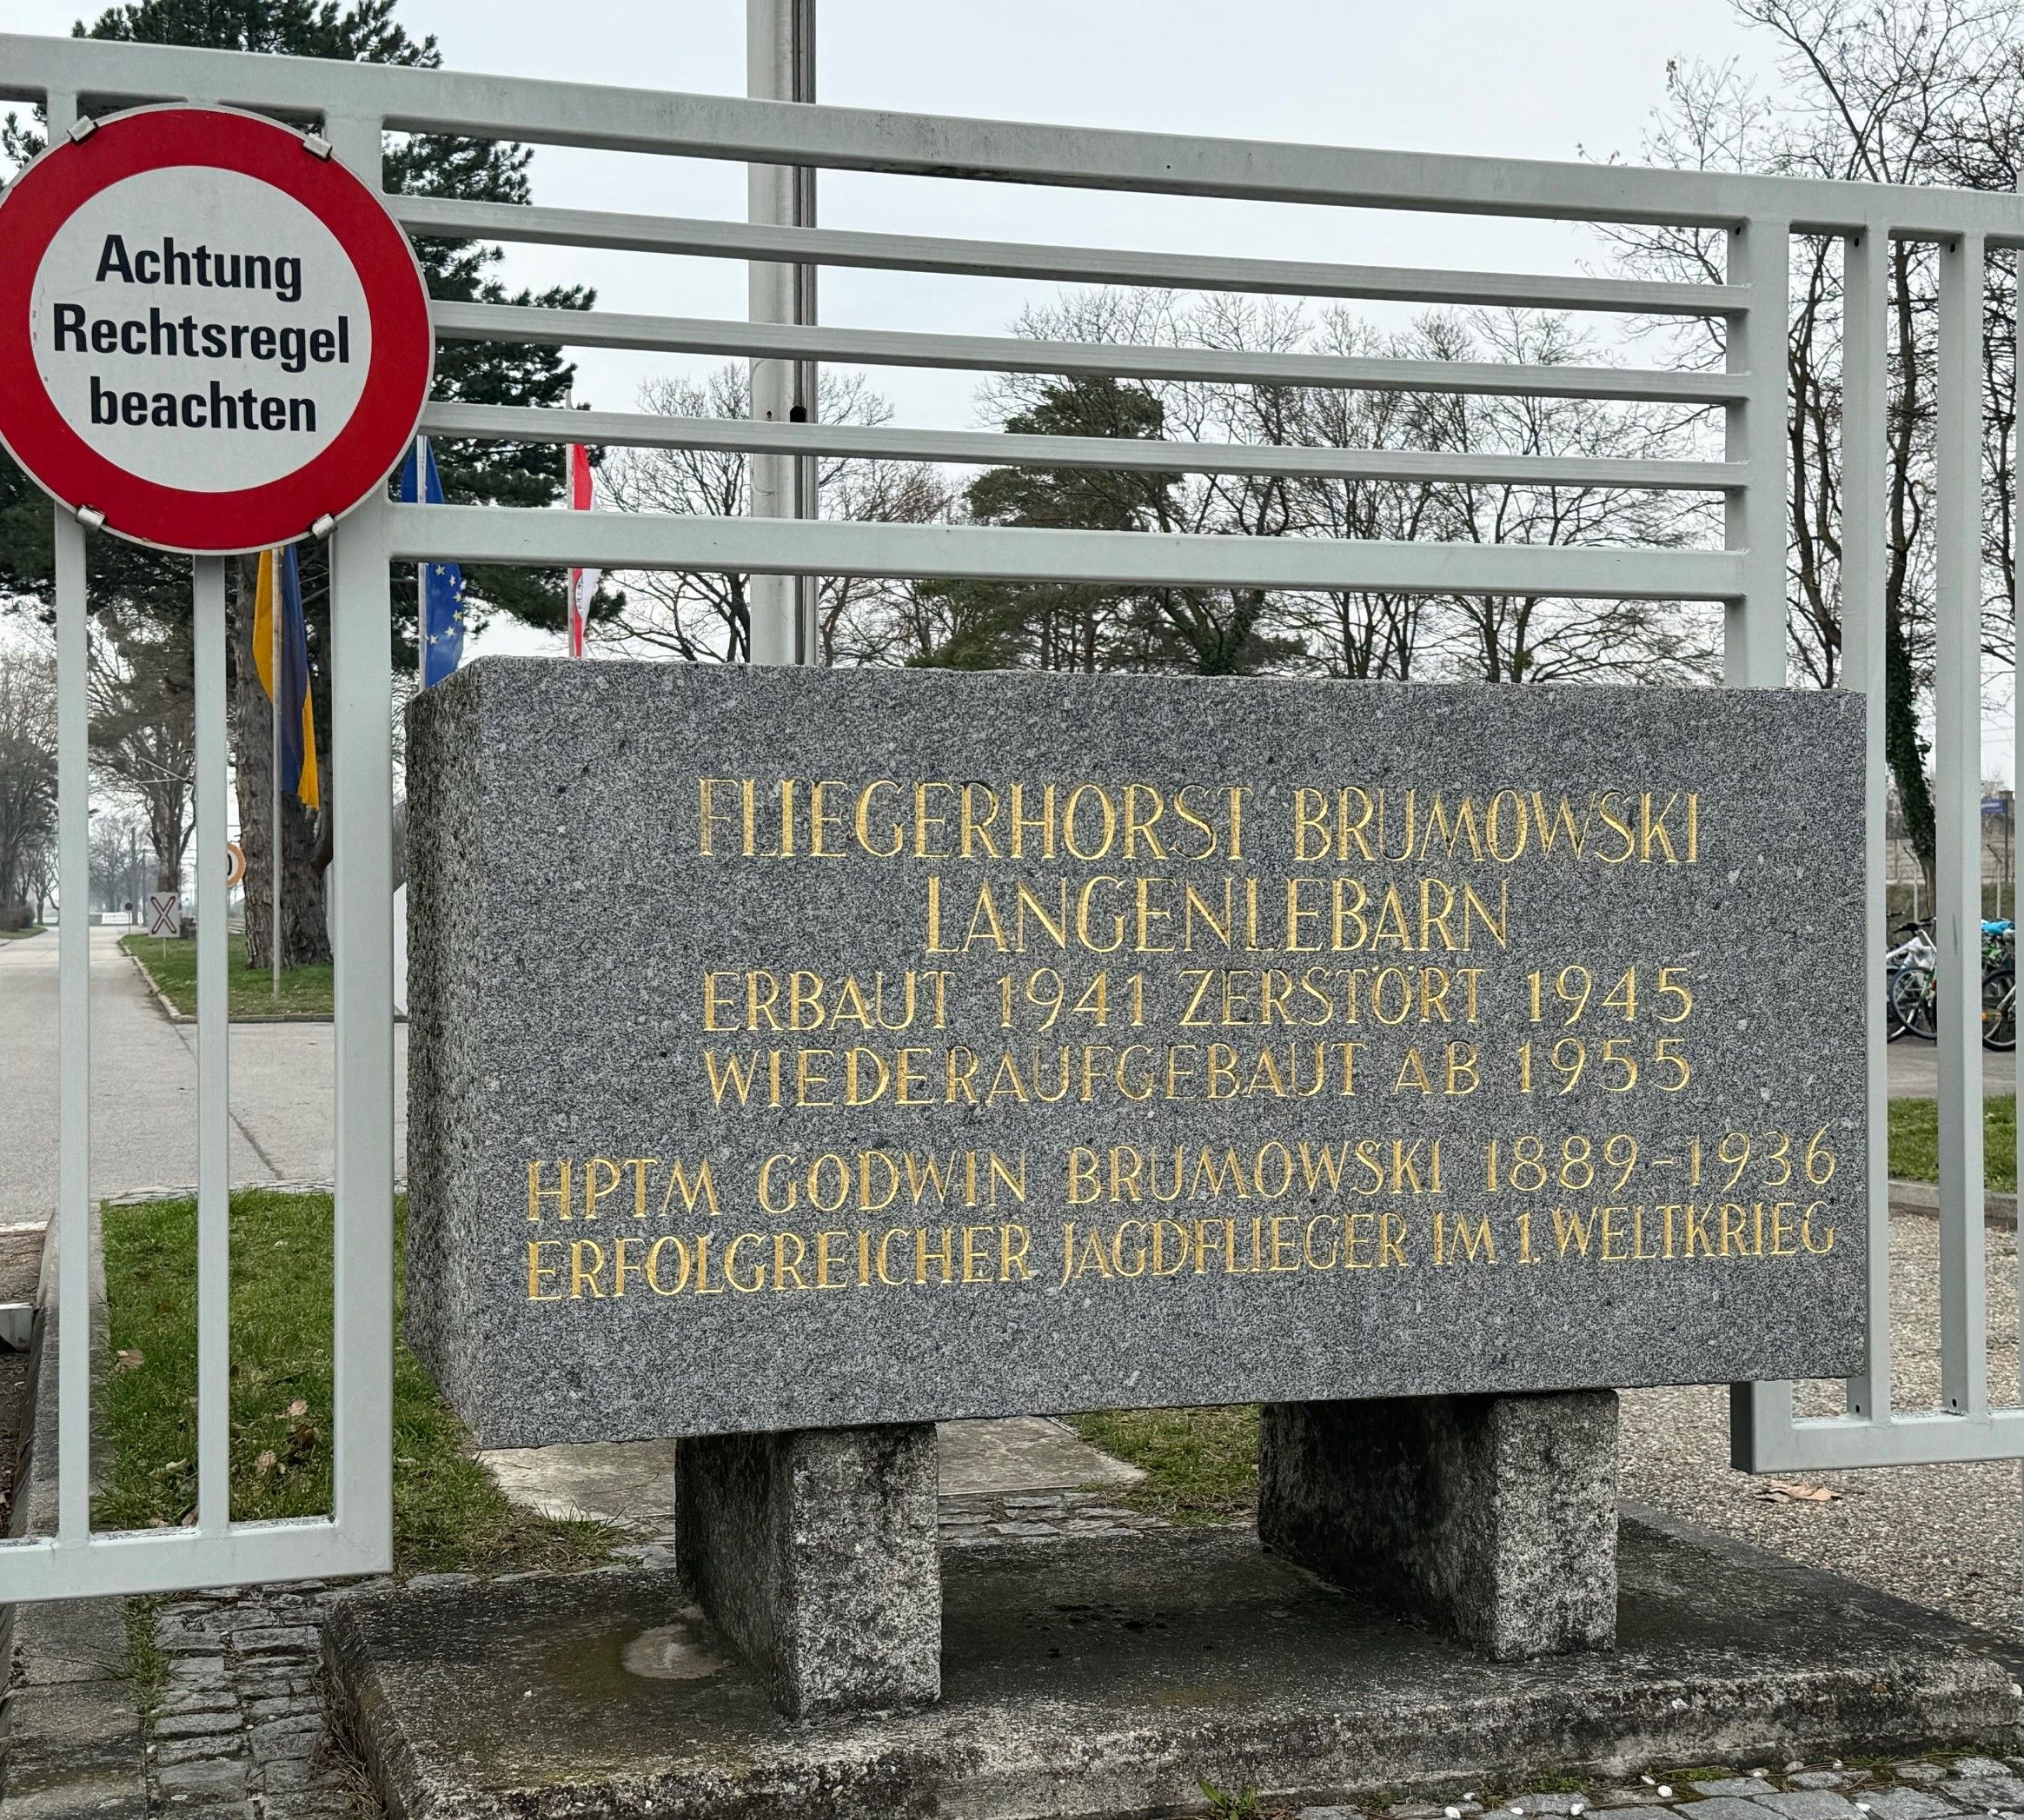 Achtung
Rechtsregel
beachten
FLIEGERHORST BRUMOWSKI
LANGENLEBARN
ERBAUT 1941 ZERSTÖRT 1945
WIEDERAUFGEBAUT AB 1955
HPTM GODWIN BRUMOWSKI 1889-1936
ERFOLGREICHER JAGDFLIEGER IM 1. WELTKRIEG